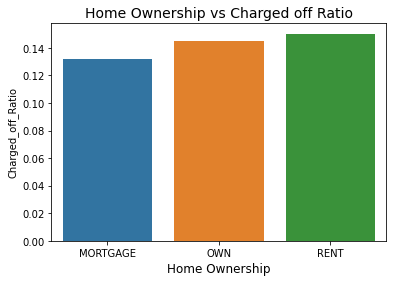 Home Ownership vs Charged off Ratio
Charged_off_Ratio
0.14
0.12
0.10
0.08
0.06
0.04
0.02
0.00
MORTGAGE OWN RENT
Home Ownership